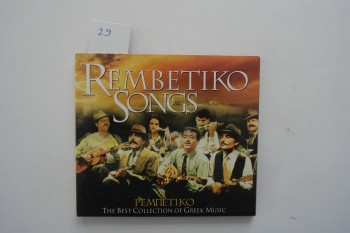 29
REMBETIKO
SONGS
ΡΕΜΠΕΤΙΚΟ
THE BEST COLLECTION OF GREEK MUSIC